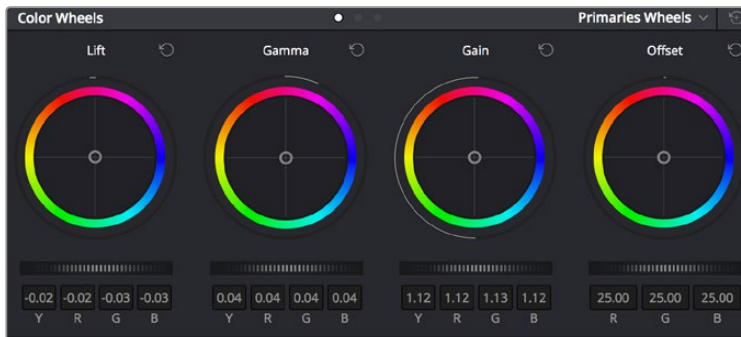 Color Wheels Primaries Wheels
Lift Gamma Gain Offset
-0.02 -0.02 -0.03 -0.03 0.04 0.04 0.04 0.04 1.12 1.12 1.13 1.12 25.00 25.00 25.00
Y R G B Y R G B Y R G B R G B